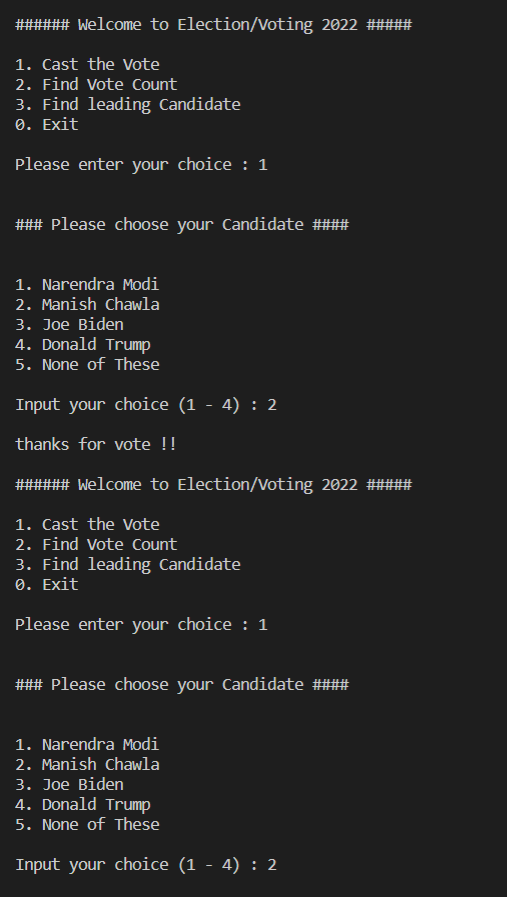 ###### Welcome to Election/Voting 2022 #####
1. Cast the Vote
2. Find Vote Count
3. Find leading Candidate
0. Exit
Please enter your choice : 1
### Please choose your Candidate ####
1. Narendra Modi
2. Manish Chawla
3. Joe Biden
4. Donald Trump
5. None of These
Input your choice (1 - 4) : 2
thanks for vote !!
###### Welcome to Election/Voting 2022 #####
1. Cast the Vote
2. Find Vote Count
3. Find leading Candidate
0. Exit
Please enter your choice : 1
### Please choose your Candidate ####
1. Narendra Modi
2. Manish Chawla
3. Joe Biden
4. Donald Trump
5. None of These
Input your choice (1 - 4) : 2